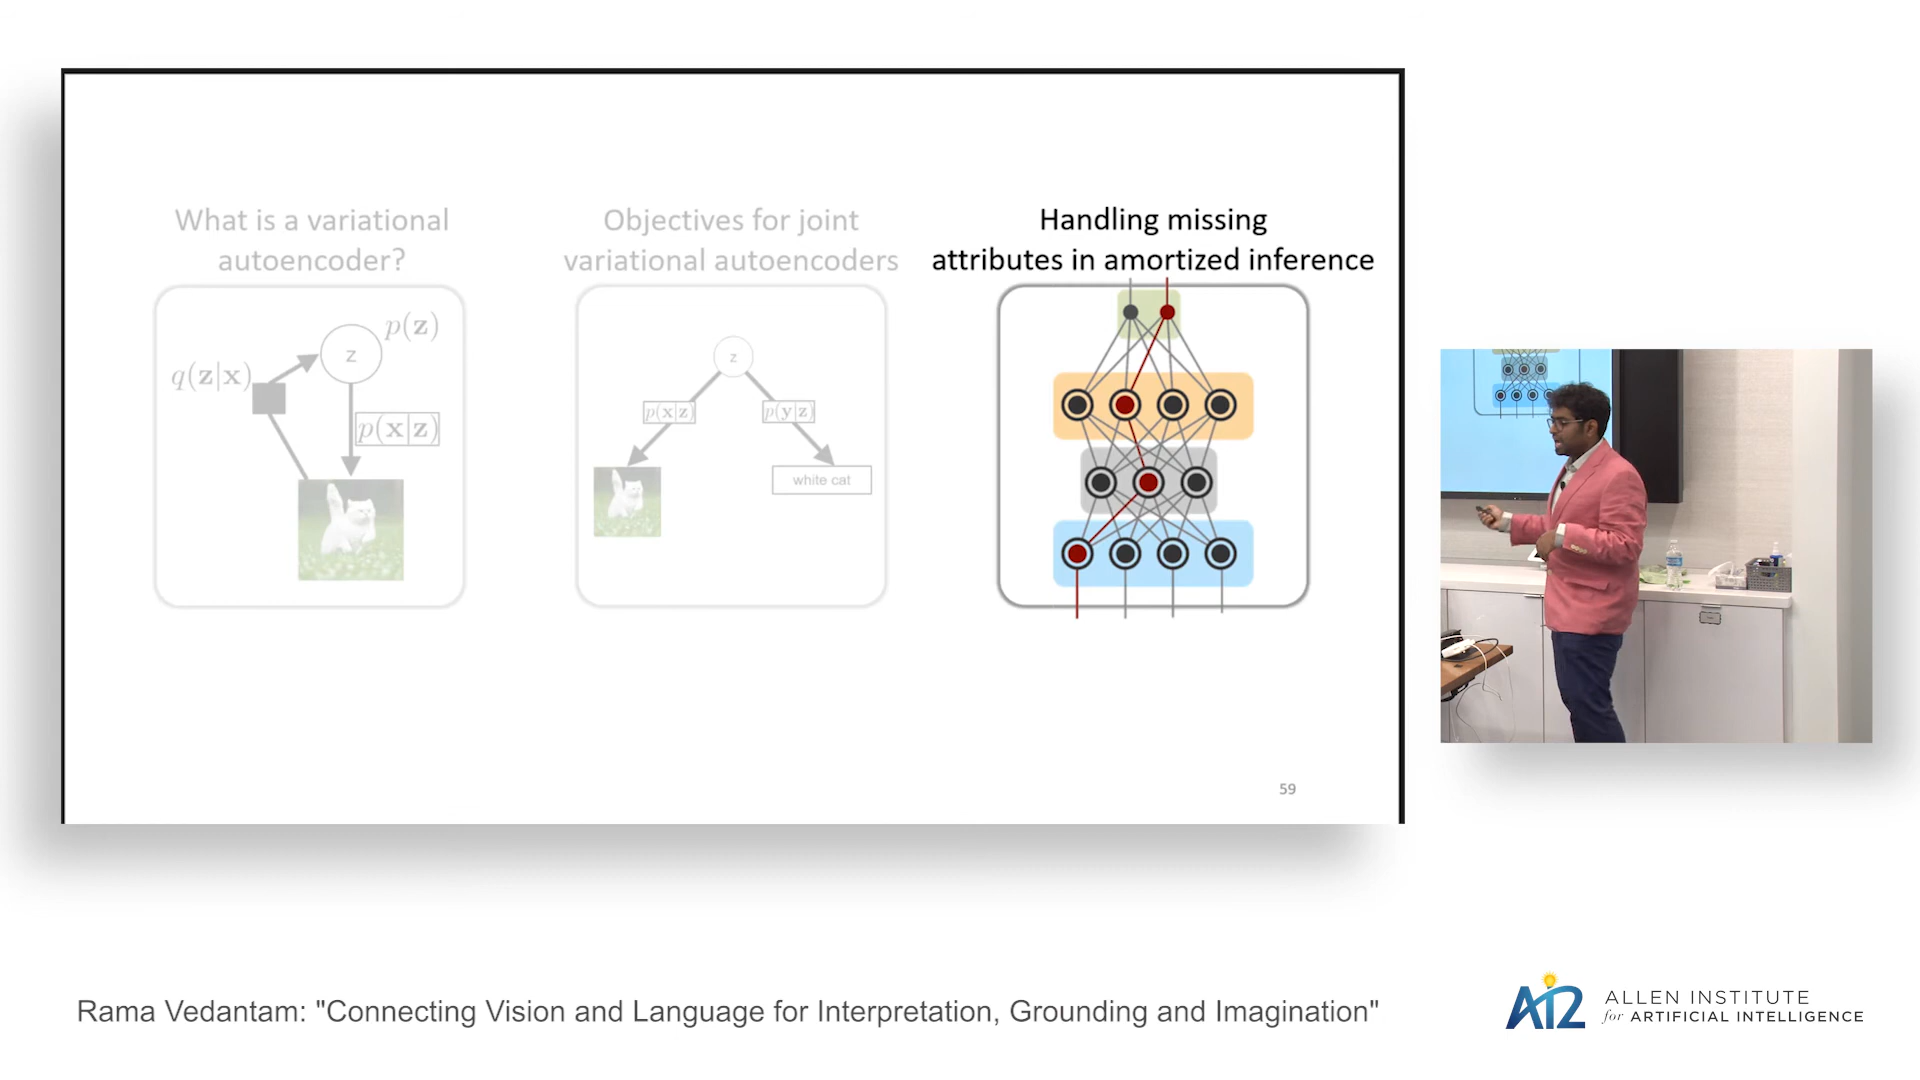 What is a variational
autoencoder?
p(z)
z
q(z|x)
p(x|z)
Objectives for joint
variational autoencoders
z
p(x|z)
p(y|z)
white cat
Handling missing
attributes in amortized inference
59
Rama Vedantam: "Connecting Vision and Language for Interpretation, Grounding and Imagination"
AI2
ALLEN INSTITUTE
for ARTIFICIAL INTELLIGENCE